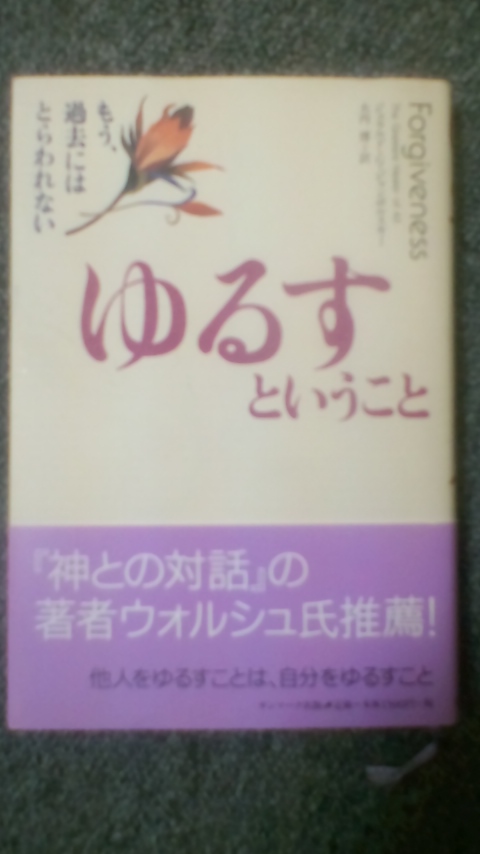 Forgiveness
もう、
過去には
とらわれない
ゆるす
ということ
『神との対話』の
著者ウォルシュ氏推薦!
他人をゆるすことは、自分をゆるすこと